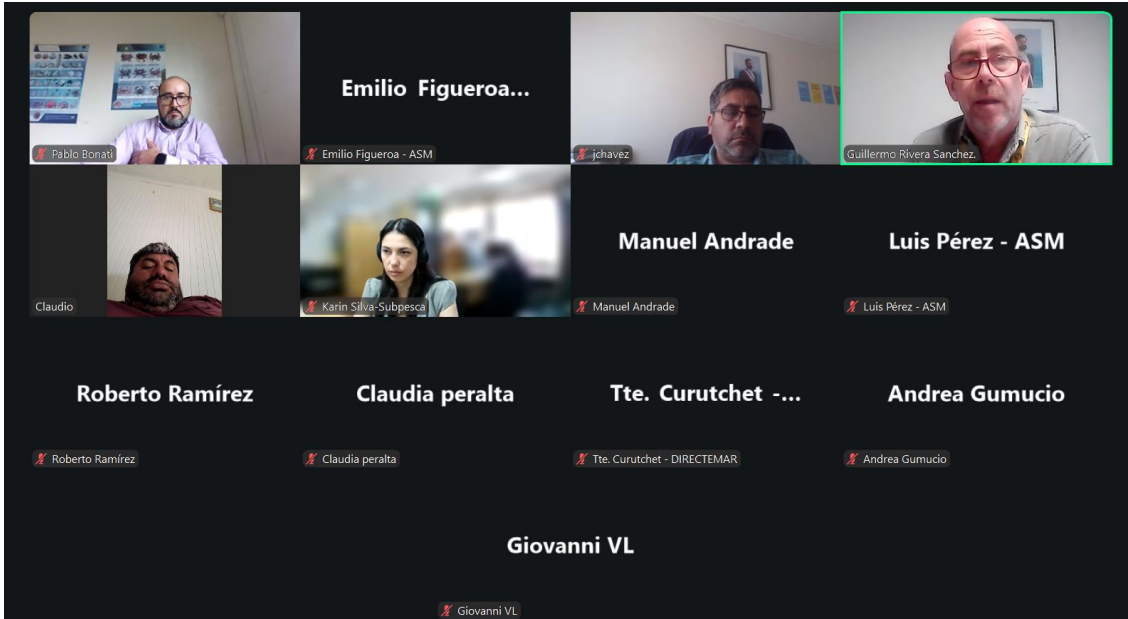 Pablo Bonati
Emilio Figueroa...
Emilio Figueroa - ASM
jchavez
Guillermo Rivera Sanchez.
Claudio
Karin Silva-Subpesca
Manuel Andrade
Manuel Andrade
Luis Pérez - ASM
Luis Pérez - ASM
Roberto Ramírez
Roberto Ramírez
Claudia peralta
Claudia peralta
Tte. Curutchet -...
Tte. Curutchet - DIRECTEMAR
Andrea Gumucio
Andrea Gumucio
Giovanni VL
Giovanni VL